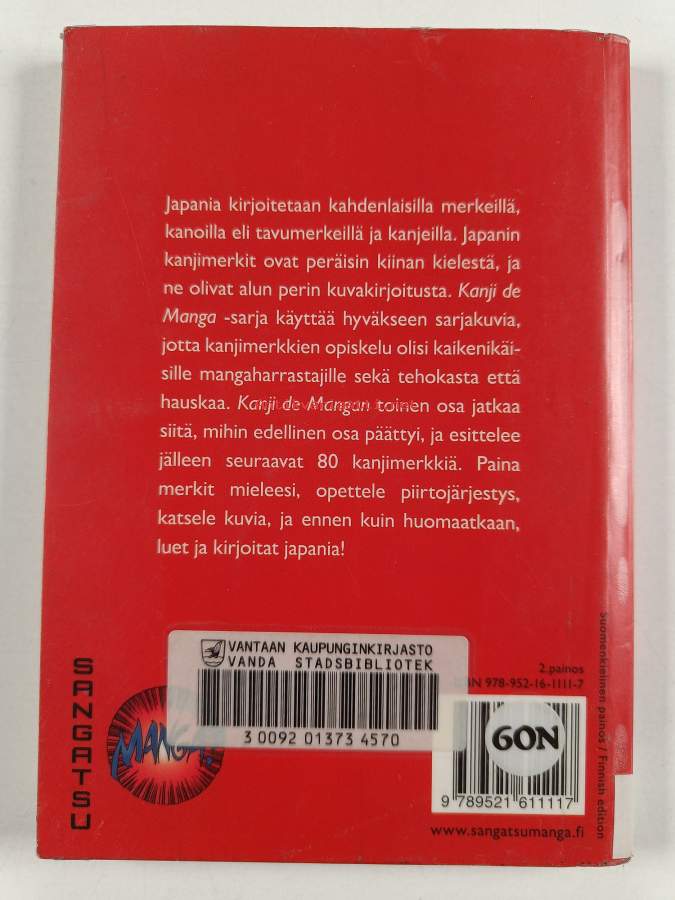 Japania kirjoitetaan kahdenlaisilla merkeillä,
kanoilla eli tavumerkeillä ja kanjeilla. Japanin
kanjimerkit ovat peräisin kiinan kielestä, ja
ne olivat alun perin kuvakirjoitusta. Kanji de
Manga -sarja käyttää hyväkseen sarjakuvia,
jotta kanjimerkkien opiskelu olisi kaikenikäi-
sille mangaharrastajille sekä tehokasta että
hauskaa. Kanji de Mangan toinen osa jatkaa
siitä, mihin edellinen osa päättyi, ja esittelee
jälleen seuraavat 80 kanjimerkkiä. Paina
merkit mieleesi, opettele piirtojärjestys,
katsele kuvia, ja ennen kuin huomaatkaan,
luet ja kirjoitat japania!
SANGATSU
MANGA!
VANTAAN KAUPUNGINKIRJASTO
VANDA STADSBIBLIOTEK
3 0092 01373 4570
2.painos
978-952-16-1111-7
GON
9 789521 611117
www.sangatsumanga.fi
Suomenkielinen painos / Finnish edition